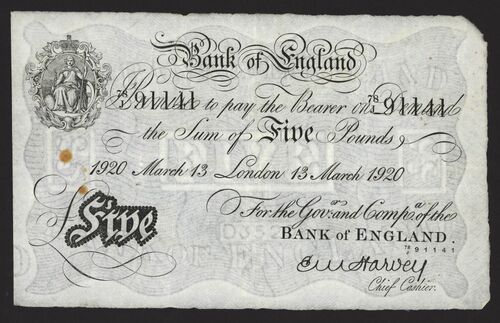 Bank of England
78/J 91141 I Promise to pay the Bearer on Demand 78/J 91141
the Sum of Five Pounds
1920 March 13 London 13 March 1920
For the Gov.r and Comp.a of the
Five
BANK of ENGLAND.
91141
E M Harvey
Chief Cashier.